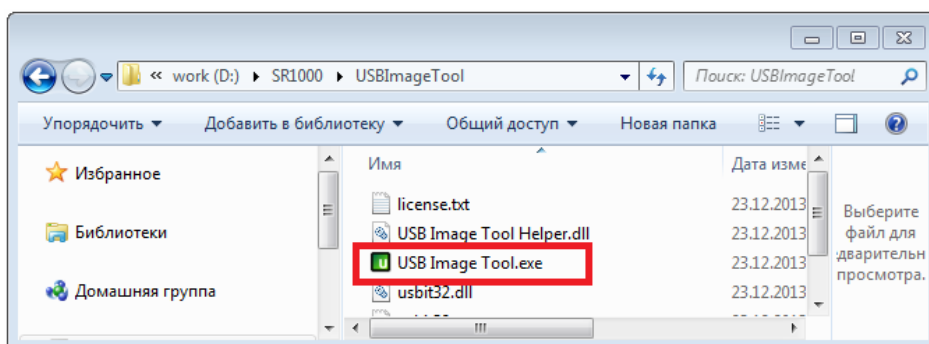 « work (D:) ▸ SR1000 ▸ USBImageTool
Поиск: USBImageTool
Упорядочить ▼ Добавить в библиотеку ▼ Общий доступ ▼ Новая папка
Избранное
Библиотеки
Домашняя группа
Имя Дата изме
license.txt 23.12.2013
USB Image Tool Helper.dll 23.12.2013
USB Image Tool.exe 23.12.2013
usbit32.dll 23.12.2013
Выберите
файл для
дварительн
просмотра.